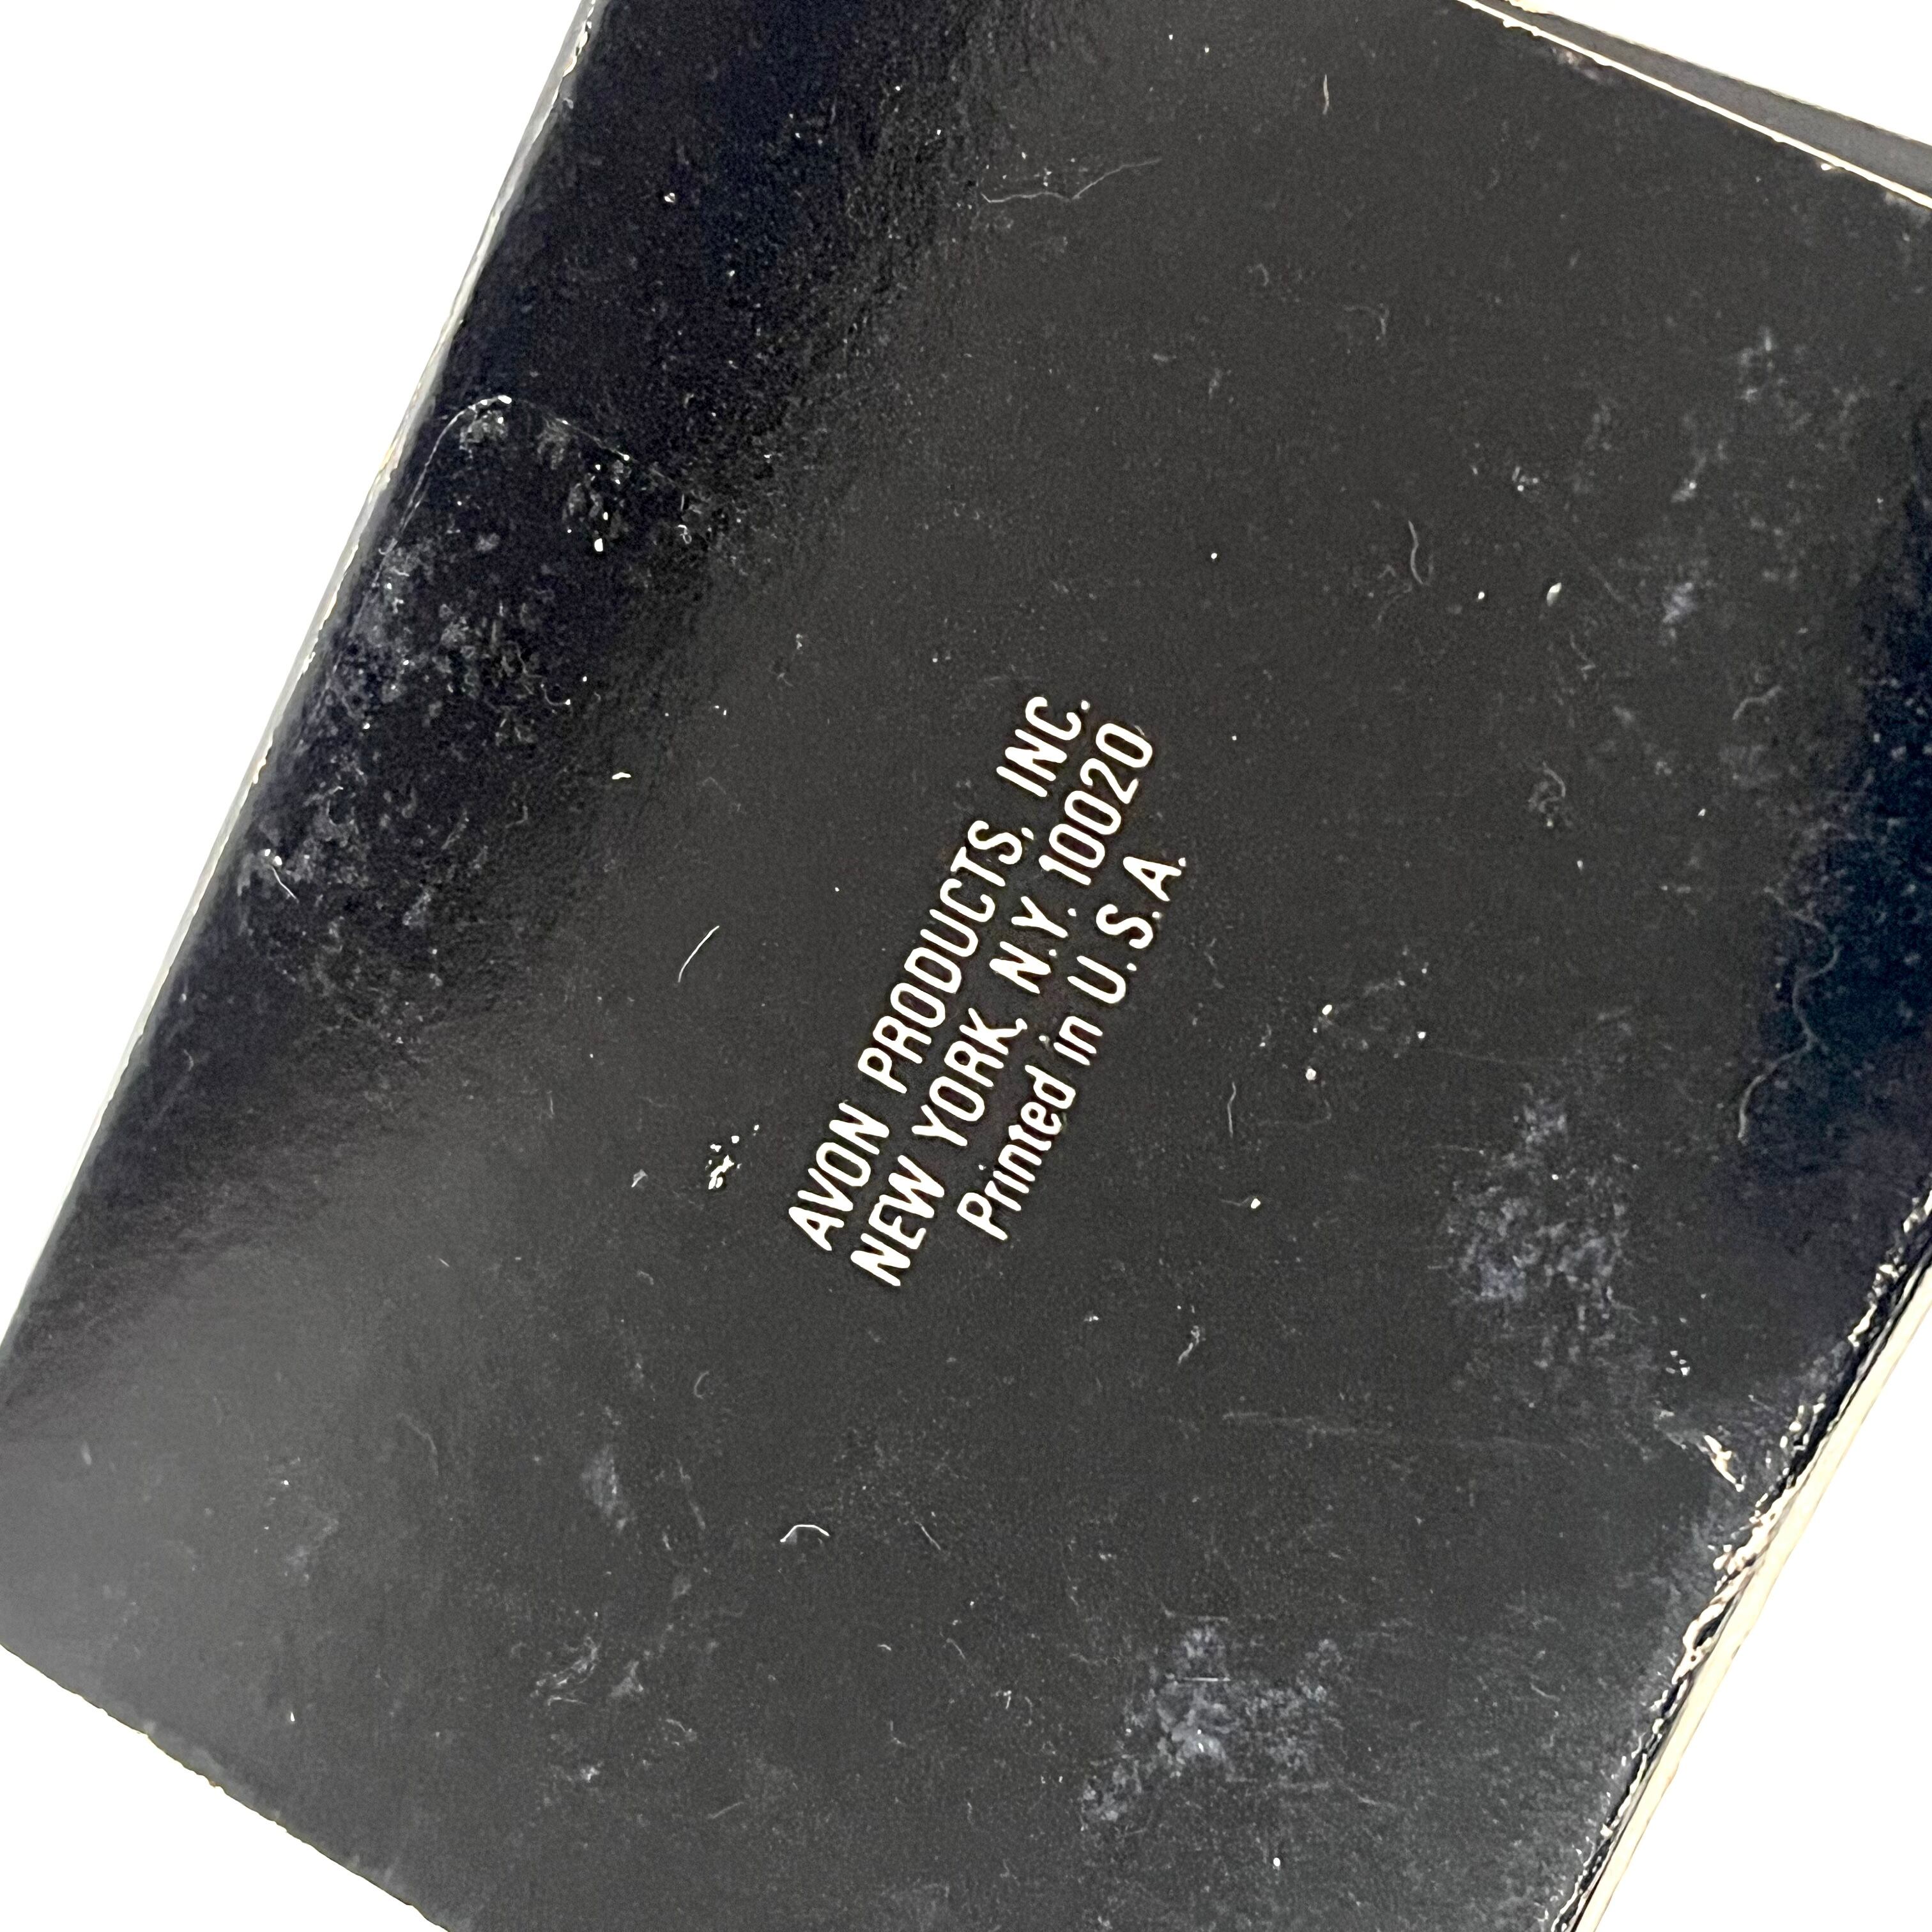 AVON PRODUCTS, INC.
NEW YORK, N.Y. 10020
Printed in U.S.A.